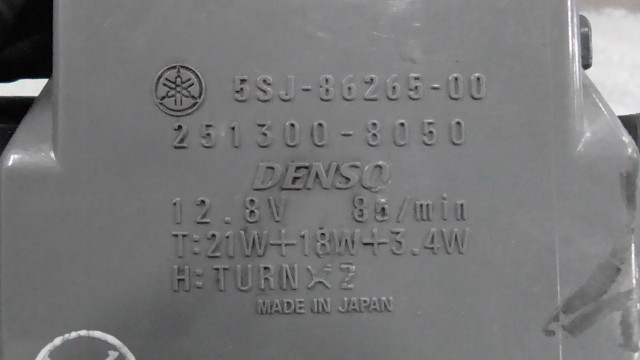 5SJ-86265-00
251300-8050
DENSO
12.8V 85/min
T:21W+18W+3.4W
H:TURN×2
MADE IN JAPAN